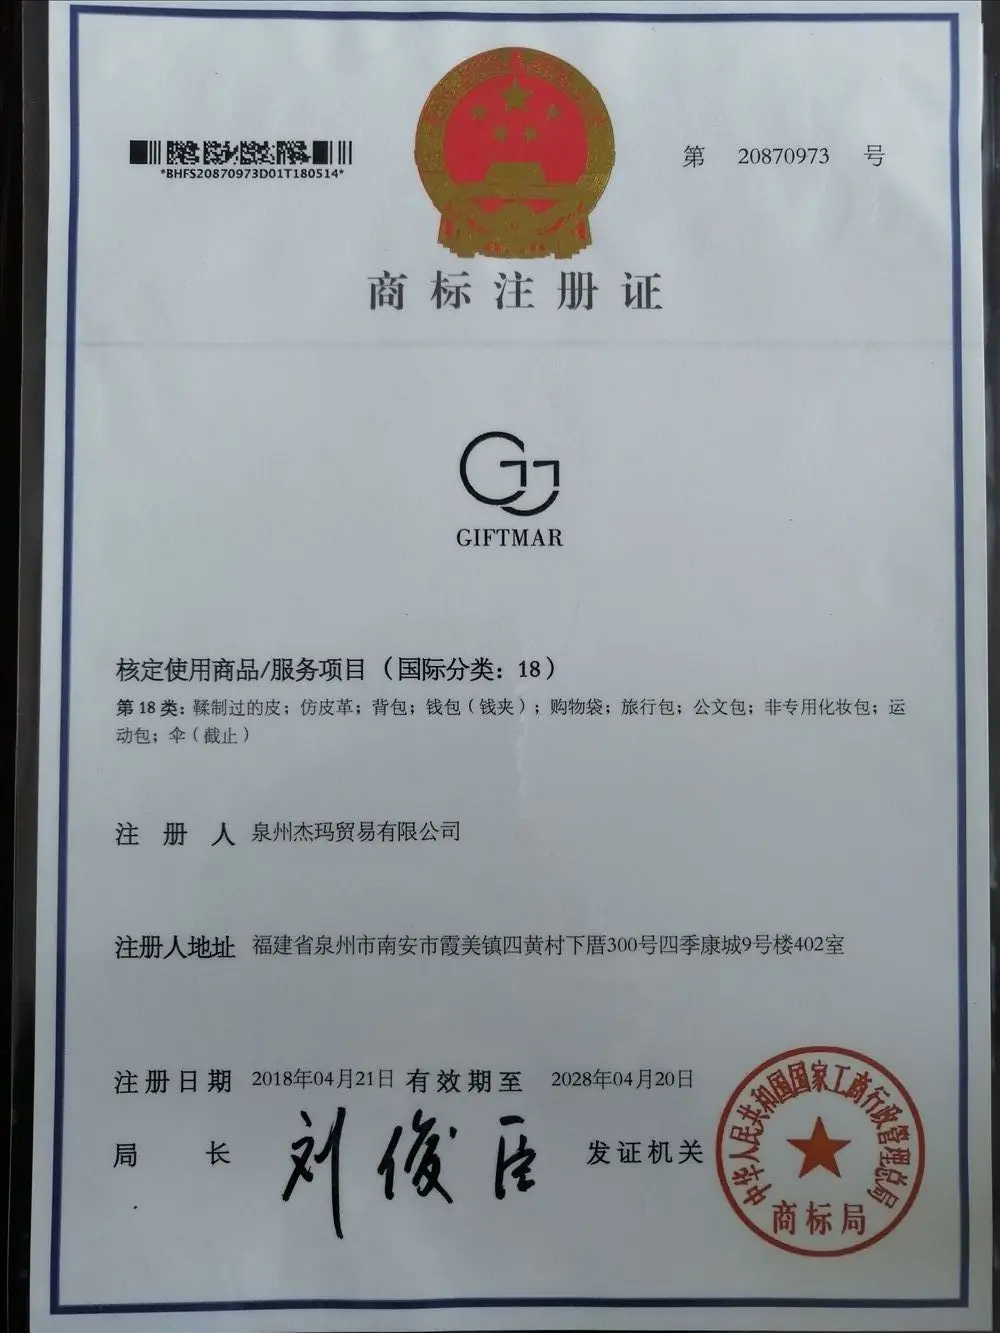 *BHFS20870973D01T180514*
第 20870973 号
商标注册证
GIFTMAR
核定使用商品/服务项目（国际分类：18）
第18类：鞣制过的皮；仿皮革；背包；钱包（钱夹）；购物袋；旅行包；公文包；非专用化妆包；运
动包；伞（截止）
注册人 泉州杰玛贸易有限公司
注册人地址 福建省泉州市南安市霞美镇四黄村下厝300号四季康城9号楼402室
注册日期 2018年04月21日 有效期至 2028年04月20日
局长 刘俊臣 发证机关
中华人民共和国国家工商行政管理总局
商标局